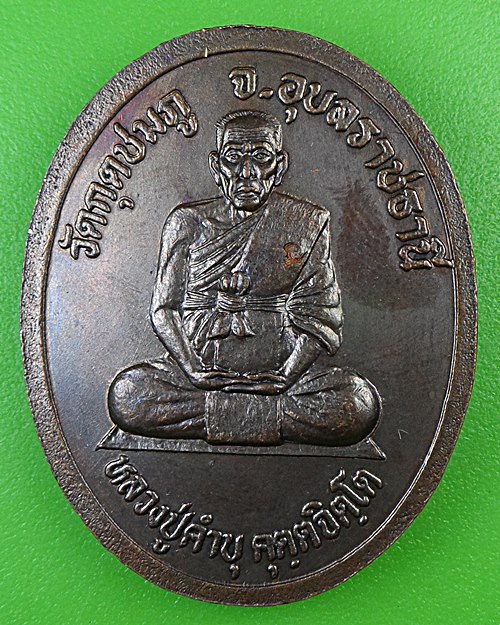 วัดกุดชมภู จ.อุบลราชธานี
หลวงปู่คำบุ คุตฺตจิตฺโต